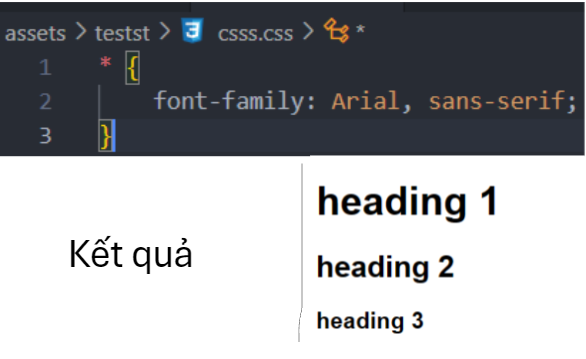 assets > testst > csss.css > *
1 * {
2 font-family: Arial, sans-serif;
3 }
Kết quả
heading 1
heading 2
heading 3